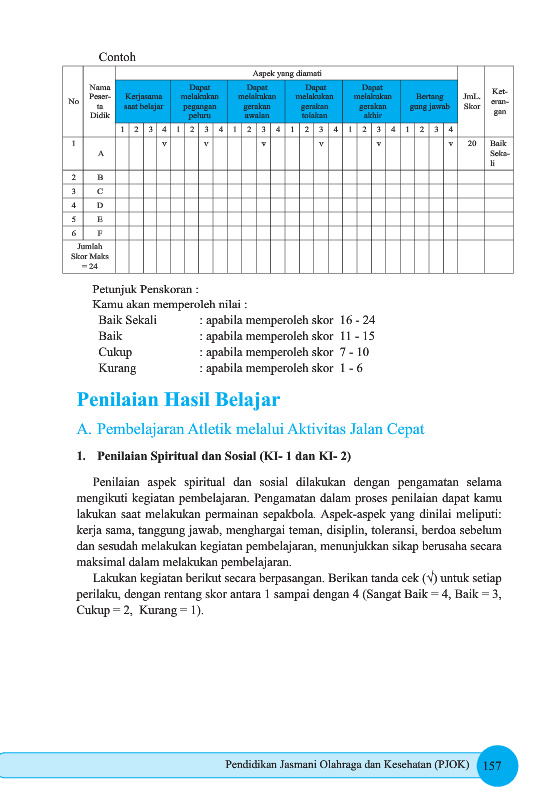 Contoh
No
Nama Peser- ta Didik
Aspek yang diamati
JmL. Skor
Ket- eran- gan
Kerjasama saat belajar
Dapat melakukan pegangan peluru
Dapat melakukan gerakan awalan
Dapat melakukan gerakan tolakan
Dapat melakukan gerakan akhir
Bertang gung jawab
1 2 3 4 1 2 3 4 1 2 3 4 1 2 3 4 1 2 3 4 1 2 3 4
1 A v v v v v v 20 Baik Seka- li
2 B
3 C
4 D
5 E
6 F
Jumlah
Skor Maks
= 24
Petunjuk Penskoran :
Kamu akan memperoleh nilai :
Baik Sekali : apabila memperoleh skor 16 - 24
Baik : apabila memperoleh skor 11 - 15
Cukup : apabila memperoleh skor 7 - 10
Kurang : apabila memperoleh skor 1 - 6
Penilaian Hasil Belajar
A. Pembelajaran Atletik melalui Aktivitas Jalan Cepat
1. Penilaian Spiritual dan Sosial (KI- 1 dan KI- 2)
Penilaian aspek spiritual dan sosial dilakukan dengan pengamatan selama
mengikuti kegiatan pembelajaran. Pengamatan dalam proses penilaian dapat kamu
lakukan saat melakukan permainan sepakbola. Aspek-aspek yang dinilai meliputi:
kerja sama, tanggung jawab, menghargai teman, disiplin, toleransi, berdoa sebelum
dan sesudah melakukan kegiatan pembelajaran, menunjukkan sikap berusaha secara
maksimal dalam melakukan pembelajaran.
Lakukan kegiatan berikut secara berpasangan. Berikan tanda cek (√) untuk setiap
perilaku, dengan rentang skor antara 1 sampai dengan 4 (Sangat Baik = 4, Baik = 3,
Cukup = 2, Kurang = 1).
Pendidikan Jasmani Olahraga dan Kesehatan (PJOK) 157